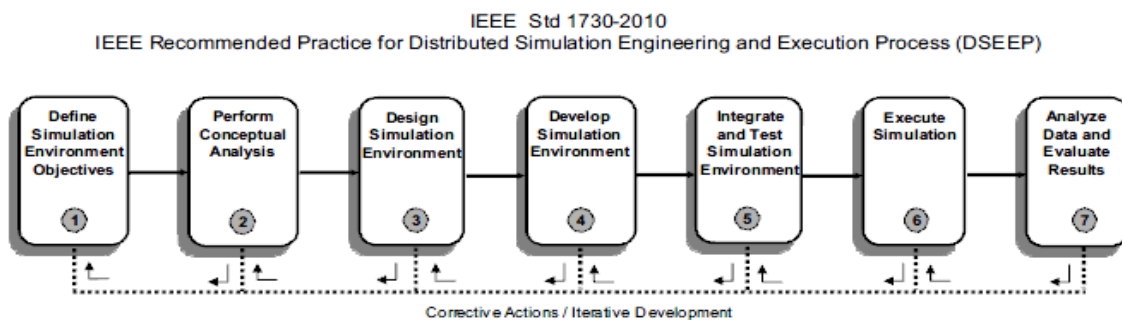 IEEE Std 1730-2010
IEEE Recommended Practice for Distributed Simulation Engineering and Execution Process (DSEEP)
Define
Simulation
Environment
Objectives
1
Perform
Conceptual
Analysis
2
Design
Simulation
Environment
3
Develop
Simulation
Environment
4
Integrate
and Test
Simulation
Environment
5
Execute
Simulation
6
Analyze
Data and
Evaluate
Results
7
Corrective Actions / Iterative Development